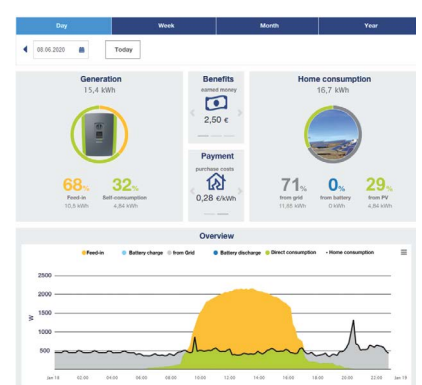 Day Week Month Year
08.06.2020 Today
Generation
15,4 kWh
68% 32%
Feed-in Self-consumption
10,6 kWh 4,84 kWh
Benefits
earned money
2,50 €
Payment
purchase costs
0,28 €/kWh
Home consumption
16,7 kWh
71% 0% 29%
from grid from battery from PV
11,86 kWh 0 kWh 4,84 kWh
Overview
Feed-in Battery charge from Grid Battery discharge Direct consumption Home consumption
2500
2000
W
1500
1000
500
Jan 18 02:00 04:00 06:00 08:00 10:00 12:00 14:00 16:00 18:00 20:00 22:00 Jan 19